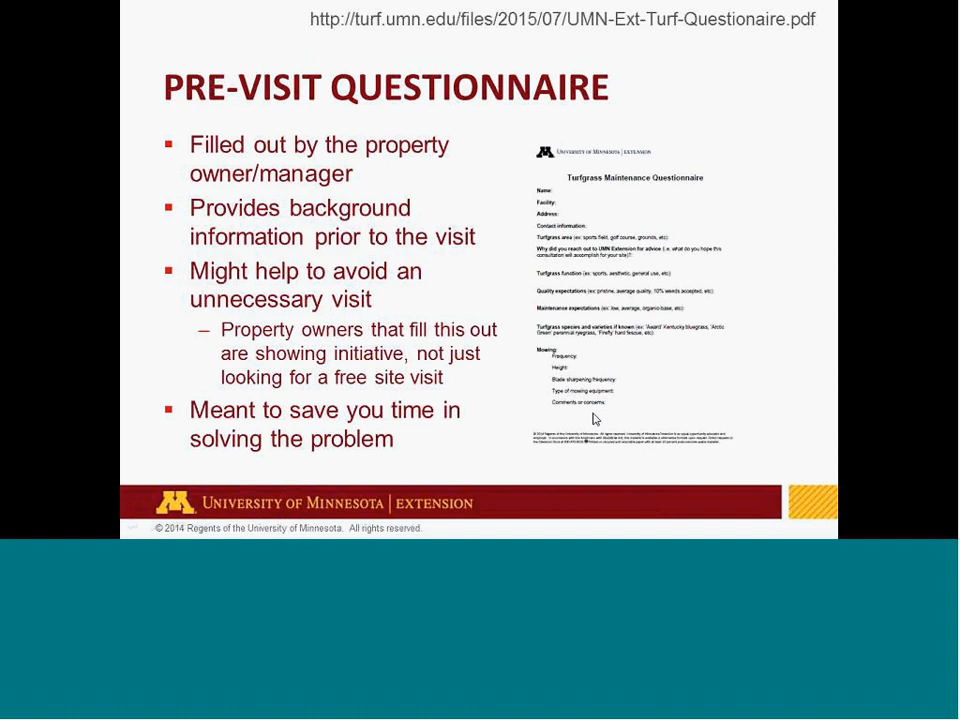 http://turf.umn.edu/files/2015/07/UMN-Ext-Turf-Questionaire.pdf
PRE-VISIT QUESTIONNAIRE
▪ Filled out by the property
owner/manager
▪ Provides background
information prior to the visit
▪ Might help to avoid an
unnecessary visit
– Property owners that fill this out
are showing initiative, not just
looking for a free site visit
▪ Meant to save you time in
solving the problem
UNIVERSITY OF MINNESOTA | EXTENSION
Turfgrass Maintenance Questionnaire
Name:
Facility:
Address:
Contact information:
Turfgrass area (ex: sports field, golf course, grounds, etc):
Why did you reach out to UMN Extension for advice (i.e. what do you hope this
consultation will accomplish for your site)?:
Turfgrass function (ex: sports, aesthetic, general use, etc):
Quality expectations (ex: pristine, average quality, 10% weeds accepted, etc):
Maintenance expectations (ex: low, average, organic-base, etc):
Turfgrass species and varieties if known (ex: 'Award' Kentucky bluegrass, 'Arctic
Green' perennial ryegrass, 'Firefly' hard fescue, etc):
Mowing:
Frequency:
Height:
Blade sharpening frequency:
Type of mowing equipment:
Comments or concerns:
UNIVERSITY OF MINNESOTA | EXTENSION
© 2014 Regents of the University of Minnesota. All rights reserved.